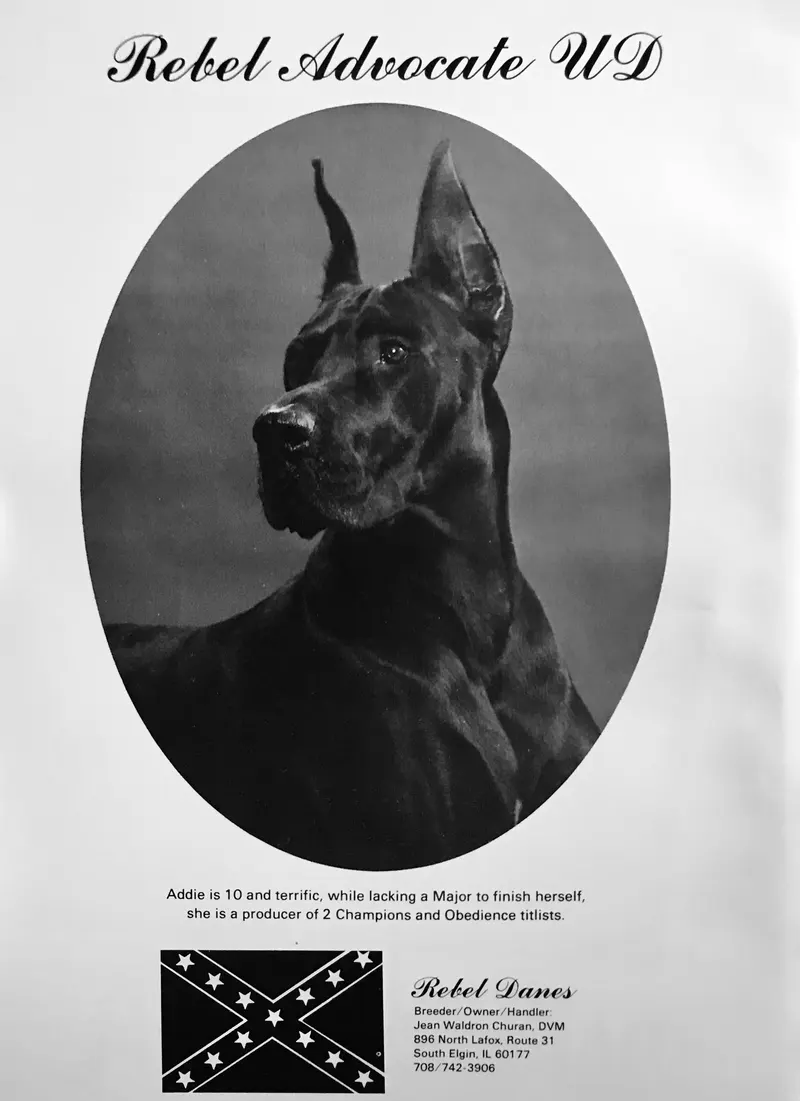 Rebel Advocate UD
Addie is 10 and terrific, while lacking a Major to finish herself,
she is a producer of 2 Champions and Obedience titlists.
Rebel Danes
Breeder/Owner/Handler:
Jean Waldron Churan, DVM
896 North Lafox, Route 31
South Elgin, IL 60177
708/742-3906